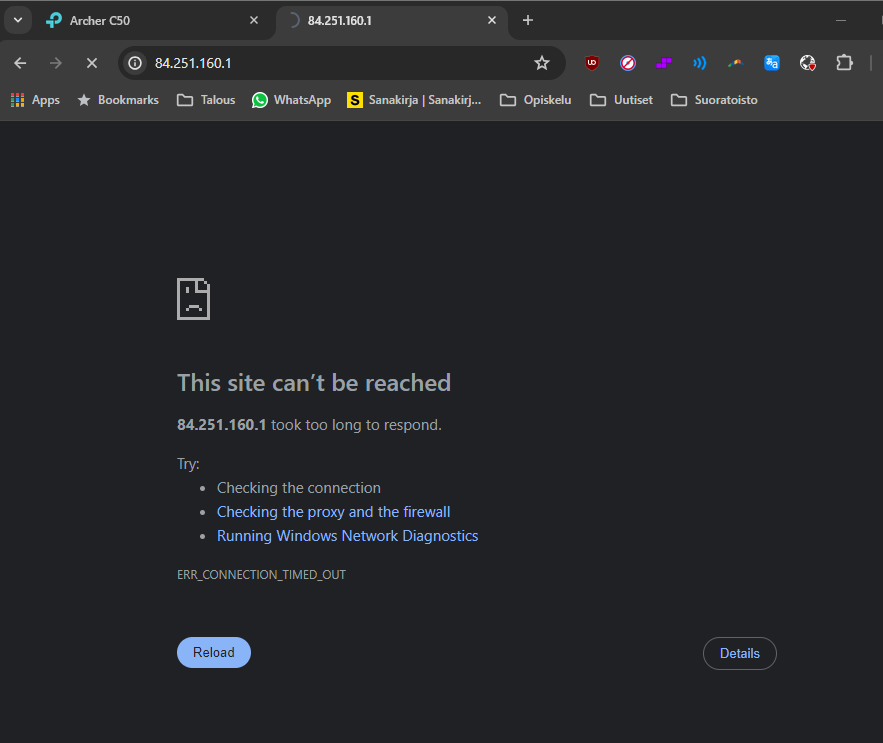 Archer C50
84.251.160.1
84.251.160.1
Apps Bookmarks Talous WhatsApp S Sanakirja | Sanakirj... Opiskelu Uutiset Suoratoisto
This site can’t be reached
84.251.160.1 took too long to respond.
Try:
Checking the connection
Checking the proxy and the firewall
Running Windows Network Diagnostics
ERR_CONNECTION_TIMED_OUT
Reload
Details